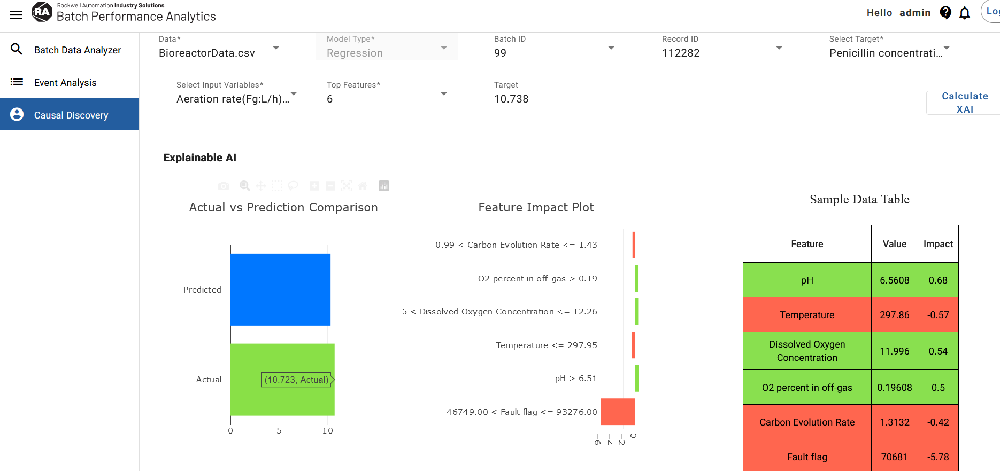 Rockwell Automation Industry Solutions
RA
Batch Performance Analytics
Hello admin
Batch Data Analyzer
Event Analysis
Causal Discovery
Data*
BioreactorData.csv
Model Type*
Regression
Batch ID
99
Record ID
112282
Select Target*
Penicillin concentrati...
Select Input Variables*
Aeration rate(Fg:L/h)...
Top Features*
6
Target
10.738
Calculate
XAI
Explainable AI
Actual vs Prediction Comparison
Predicted
Actual
(10.723, Actual)
0 5 10
Feature Impact Plot
0.99 < Carbon Evolution Rate <= 1.43
O2 percent in off-gas > 0.19
6 < Dissolved Oxygen Concentration <= 12.26
Temperature <= 297.95
pH > 6.51
46749.00 < Fault flag <= 93276.00
−6 −4 −2 0
Sample Data Table
Feature Value Impact
pH 6.5608 0.68
Temperature 297.86 -0.57
Dissolved Oxygen
Concentration 11.996 0.54
O2 percent in off-gas 0.19608 0.5
Carbon Evolution Rate 1.3132 -0.42
Fault flag 70681 -5.78